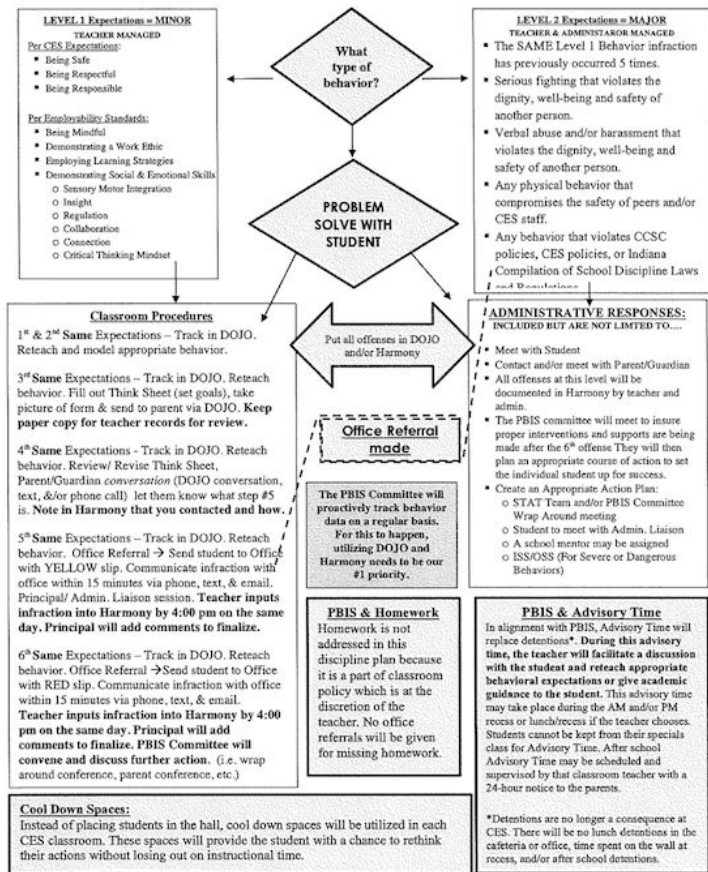 LEVEL 1 Expectations = MINOR
TEACHER MANAGED
Per CES Expectations:
▪ Being Safe
▪ Being Respectful
▪ Being Responsible
Per Employability Standards:
▪ Being Mindful
▪ Demonstrating a Work Ethic
▪ Employing Learning Strategies
▪ Demonstrating Social & Emotional Skills
o Sensory Motor Integration
o Insight
o Regulation
o Collaboration
o Connection
o Critical Thinking Mindset
What
type of
behavior?
LEVEL 2 Expectations = MAJOR
TEACHER & ADMINISTAROR MANAGED
▪ The SAME Level 1 Behavior infraction
has previously occurred 5 times.
▪ Serious fighting that violates the
dignity, well-being and safety of
another person.
▪ Verbal abuse and/or harassment that
violates the dignity, well-being and
safety of another person.
▪ Any physical behavior that
compromises the safety of peers and/or
CES staff.
▪ Any behavior that violates CCSC
policies, CES policies, or Indiana
Compilation of School Discipline Laws
and Regulations
PROBLEM
SOLVE WITH
STUDENT
Classroom Procedures
1st & 2nd Same Expectations – Track in DOJO.
Reteach and model appropriate behavior.
3rd Same Expectations – Track in DOJO. Reteach
behavior. Fill out Think Sheet (set goals), take
picture of form & send to parent via DOJO. Keep
paper copy for teacher records for review.
4th Same Expectations – Track in DOJO. Reteach
behavior. Review/ Revise Think Sheet,
Parent/Guardian conversation (DOJO conversation,
text, &/or phone call) let them know what step #5
is. Note in Harmony that you contacted and how.
5th Same Expectations – Track in DOJO. Reteach
behavior. Office Referral → Send student to Office
with YELLOW slip. Communicate infraction with
office within 15 minutes via phone, text, & email.
Principal/ Admin. Liaison session. Teacher inputs
infraction into Harmony by 4:00 pm on the same
day. Principal will add comments to finalize.
6th Same Expectations – Track in DOJO. Reteach
behavior. Office Referral →Send student to Office
with RED slip. Communicate infraction with office
within 15 minutes via phone, text, & email.
Teacher inputs infraction into Harmony by 4:00
pm on the same day. Principal will add
comments to finalize. PBIS Committee will
convene and discuss further action. (i.e. wrap
around conference, parent conference, etc.)
Put all offenses in DOJO
and/or Harmony
Office Referral
made
The PBIS Committee will
proactively track behavior
data on a regular basis.
For this to happen,
utilizing DOJO and
Harmony needs to be our
#1 priority.
ADMINISTRATIVE RESPONSES:
INCLUDED BUT ARE NOT LIMTED TO….
▪ Meet with Student
▪ Contact and/or meet with Parent/Guardian
▪ All offenses at this level will be
documented in Harmony by teacher and
admin.
▪ The PBIS committee will meet to insure
proper interventions and supports are being
made after the 6th offense They will then
plan an appropriate course of action to set
the individual student up for success.
▪ Create an Appropriate Action Plan:
o STAT Team and/or PBIS Committee
Wrap Around meeting
o Student to meet with Admin. Liaison
o A school mentor may be assigned
o ISS/OSS (For Severe or Dangerous
Behaviors)
PBIS & Homework
Homework is not
addressed in this
discipline plan because
it is a part of classroom
policy which is at the
discretion of the
teacher. No office
referrals will be given
for missing homework.
PBIS & Advisory Time
In alignment with PBIS, Advisory Time will
replace detentions*. During this advisory
time, the teacher will facilitate a discussion
with the student and reteach appropriate
behavioral expectations or give academic
guidance to the student. This advisory time
may take place during the AM and/or PM
recess or lunch/recess if the teacher chooses.
Students cannot be kept from their specials
class for Advisory Time. After school
Advisory Time may be scheduled and
supervised by that classroom teacher with a
24-hour notice to the parents.
*Detentions are no longer a consequence at
CES. There will be no lunch detentions in the
cafeteria or office, time spent on the wall at
recess, and/or after school detentions.
Cool Down Spaces:
Instead of placing students in the hall, cool down spaces will be utilized in each
CES classroom. These spaces will provide the student with a chance to rethink
their actions without losing out on instructional time.